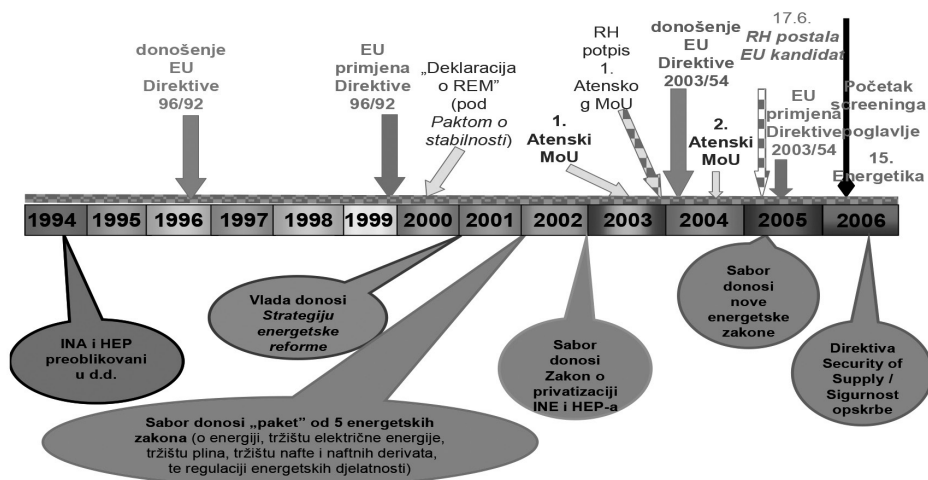 donošenje
EU
Direktive
96/92
EU
primjena
Direktive
96/92
„Deklaracija
o REM”
(pod
Paktom o
stabilnosti)
1.
Atenski
MoU
RH
potpis
1.
Atensko
g MoU
donošenje
EU
Direktive
2003/54
2.
Atenski
MoU
17.6.
RH postala
EU kandidat
EU
primjena
Direktive
2003/54
Početak
screeninga
poglavlje
15.
Energetika
1994 1995 1996 1997 1998 1999 2000 2001 2002 2003 2004 2005 2006
INA i HEP
preoblikovani
u d.d.
Vlada donosi
Strategiju
energetske
reforme
Sabor donosi „paket” od 5 energetskih
zakona (o energiji, tržištu električne energije,
tržištu plina, tržištu nafte i naftnih derivata,
te regulaciji energetskih djelatnosti)
Sabor
donosi
Zakon o
privatizaciji
INE i HEP-a
Sabor
donosi
nove
energetske
zakone
Direktiva
Security of
Supply /
Sigurnost
opskrbe